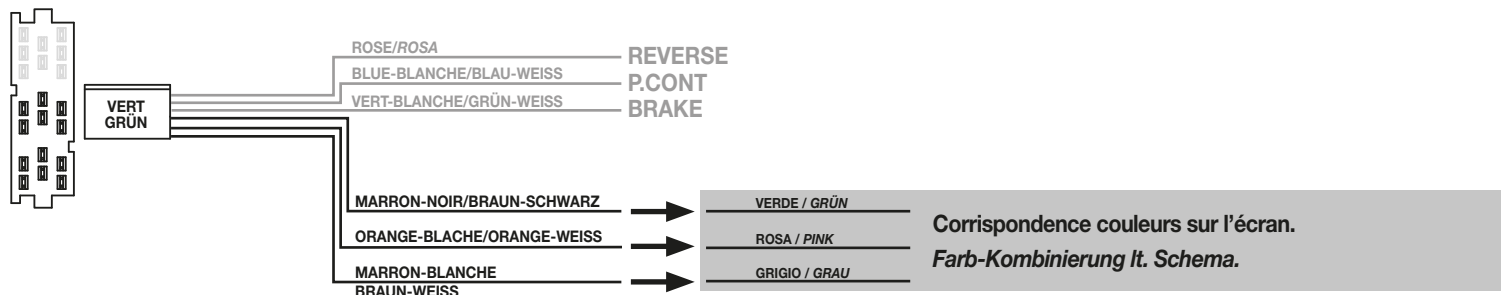 ROSE/ROSA
REVERSE
BLUE-BLANCHE/BLAU-WEISS
P.CONT
VERT-BLANCHE/GRÜN-WEISS
BRAKE
VERT
GRÜN
MARRON-NOIR/BRAUN-SCHWARZ
VERDE / GRÜN
ORANGE-BLACHE/ORANGE-WEISS
ROSA / PINK
MARRON-BLANCHE
BRAUN-WEISS
GRIGIO / GRAU
Corrispondence couleurs sur l'écran.
Farb-Kombinierung lt. Schema.